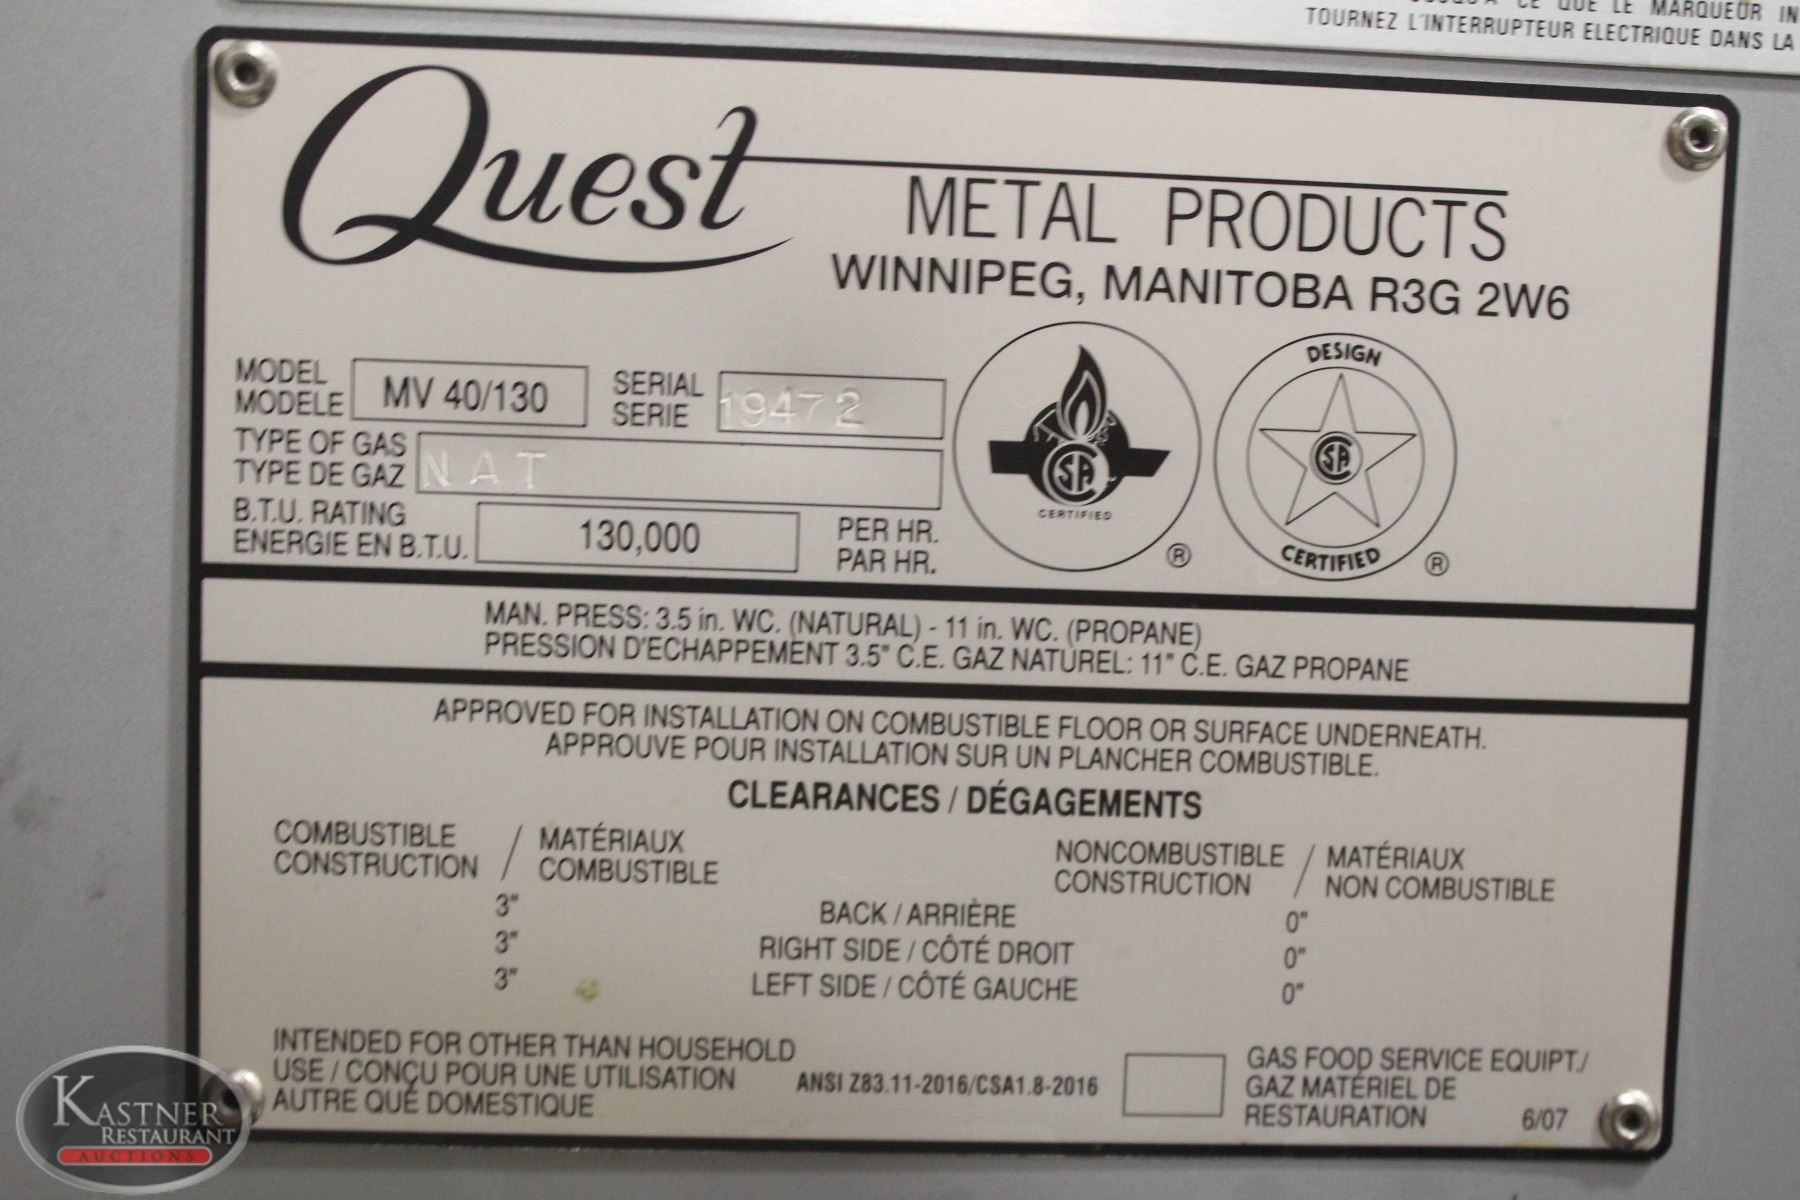 CE QUE LE MARQUEUR IN
TOURNEZ L'INTERRUPTEUR ELECTRIQUE DANS LA
Quest
METAL PRODUCTS
WINNIPEG, MANITOBA R3G 2W6
MODEL
MODELE
MV 40/130
SERIAL
SERIE
19472
TYPE OF GAS
TYPE DE GAZ
NAT
B.T.U. RATING
ENERGIE EN B.T.U.
130,000
PER HR.
PAR HR.
CSA
CERTIFIED
®
DESIGN
CSA
CERTIFIED
®
MAN. PRESS: 3.5 in. WC. (NATURAL) - 11 in. WC. (PROPANE)
PRESSION D'ECHAPPEMENT 3.5" C.E. GAZ NATUREL: 11" C.E. GAZ PROPANE
APPROVED FOR INSTALLATION ON COMBUSTIBLE FLOOR OR SURFACE UNDERNEATH.
APPROUVE POUR INSTALLATION SUR UN PLANCHER COMBUSTIBLE.
CLEARANCES / DÉGAGEMENTS
COMBUSTIBLE / MATÉRIAUX
CONSTRUCTION / COMBUSTIBLE
NONCOMBUSTIBLE / MATÉRIAUX
CONSTRUCTION / NON COMBUSTIBLE
3" BACK / ARRIÈRE 0"
3" RIGHT SIDE / CÔTÉ DROIT 0"
3" LEFT SIDE / CÔTÉ GAUCHE 0"
INTENDED FOR OTHER THAN HOUSEHOLD
USE / CONÇU POUR UNE UTILISATION
AUTRE QUÉ DOMESTIQUE
ANSI Z83.11-2016/CSA1.8-2016
GAS FOOD SERVICE EQUIPT./
GAZ MATÉRIEL DE
RESTAURATION 6/07
KASTNER
RESTAURANT
AUCTIONS